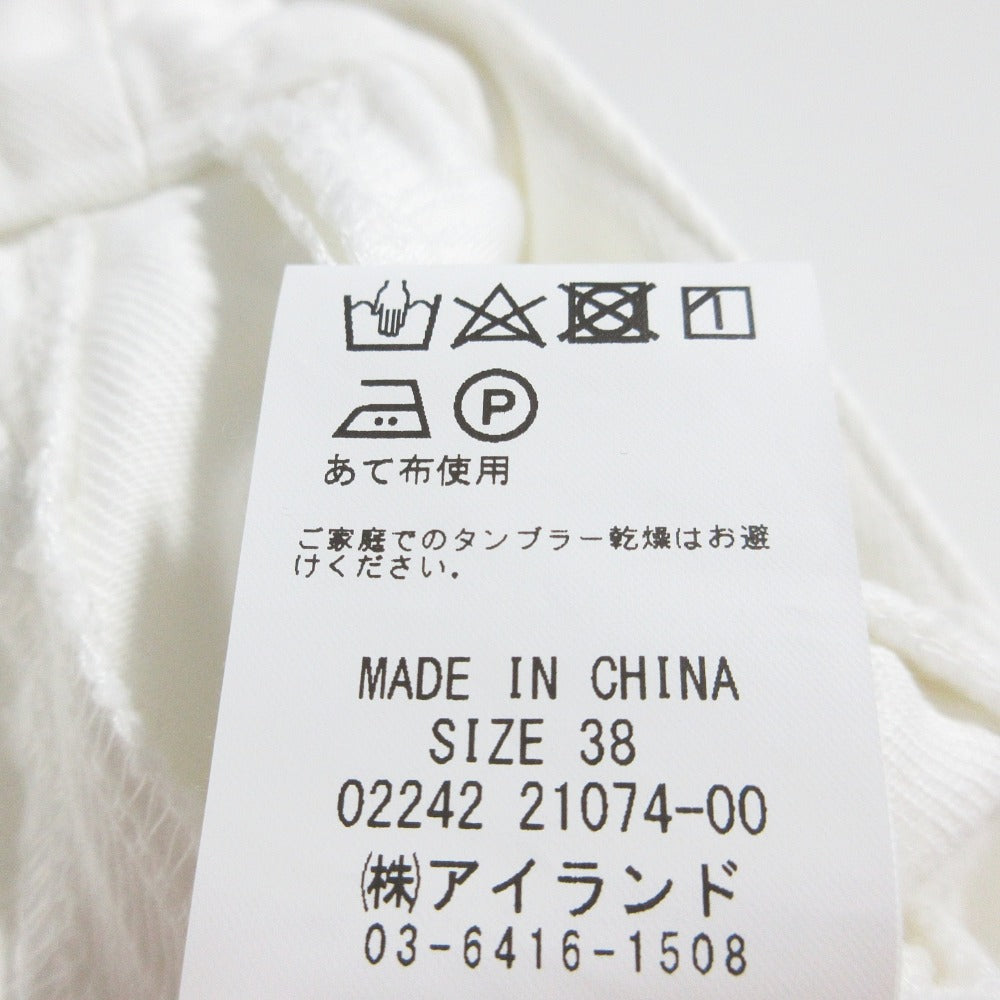 P
あて布使用
ご家庭でのタンブラー乾燥はお避
けください.
MADE IN CHINA
SIZE 38
02242 21074-00
㈱アイランド
03-6416-1508